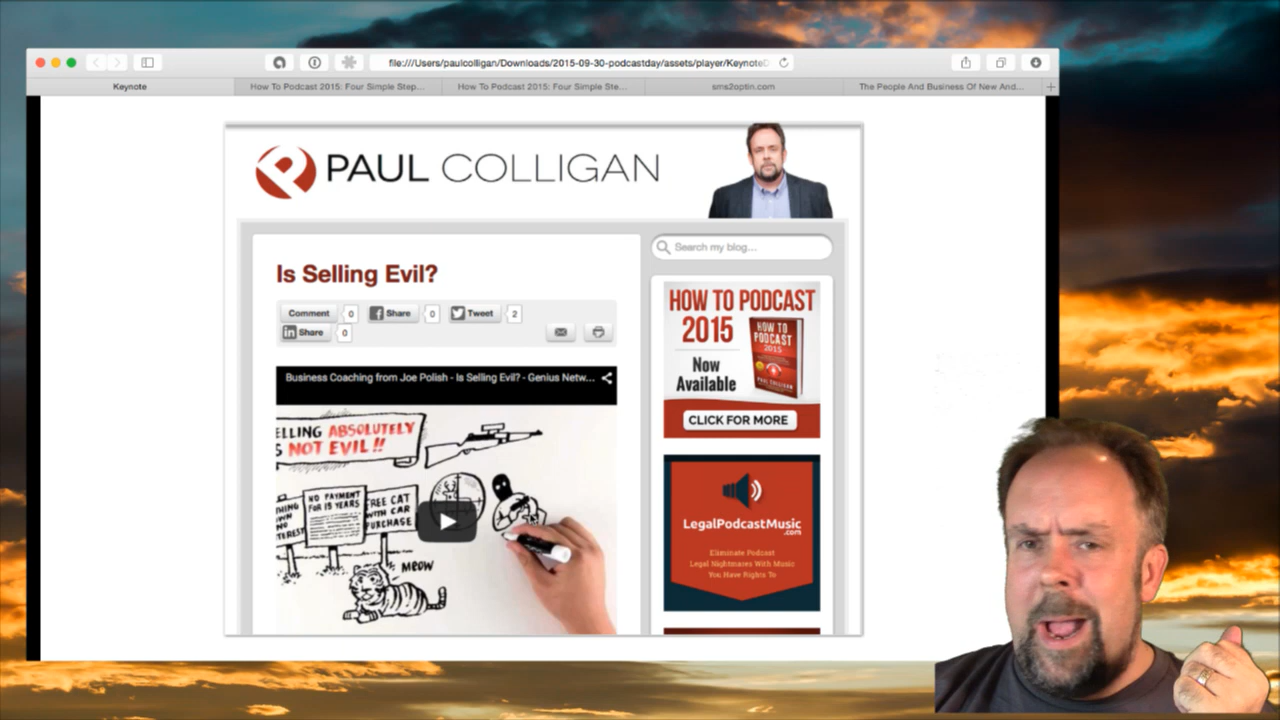 file:///Users/paulcolligan/Downloads/2015-09-30-podcastday/assets/player/KeynoteD
Keynote
How To Podcast 2015: Four Simple Step...
How To Podcast 2015: Four Simple Ste...
sms2optin.com
The People And Business Of New And...
PAUL COLLIGAN
Search my blog...
Is Selling Evil?
Comment 0 Share 0 Tweet 2
in Share 0
Business Coaching from Joe Polish - Is Selling Evil? - Genius Netw...
ELLING ABSOLUTELY
NOT EVIL!!
NO PAYMENT
FOR 15 YEARS
FREE CAT
WITH CAR
PURCHASE
MEOW
HOW TO PODCAST
2015
Now
Available
HOW TO
PODCAST
2015
PAUL COLLIGAN
CLICK FOR MORE
LegalPodcastMusic
.com
Eliminate Podcast
Legal Nightmares With Music
You Have Rights To